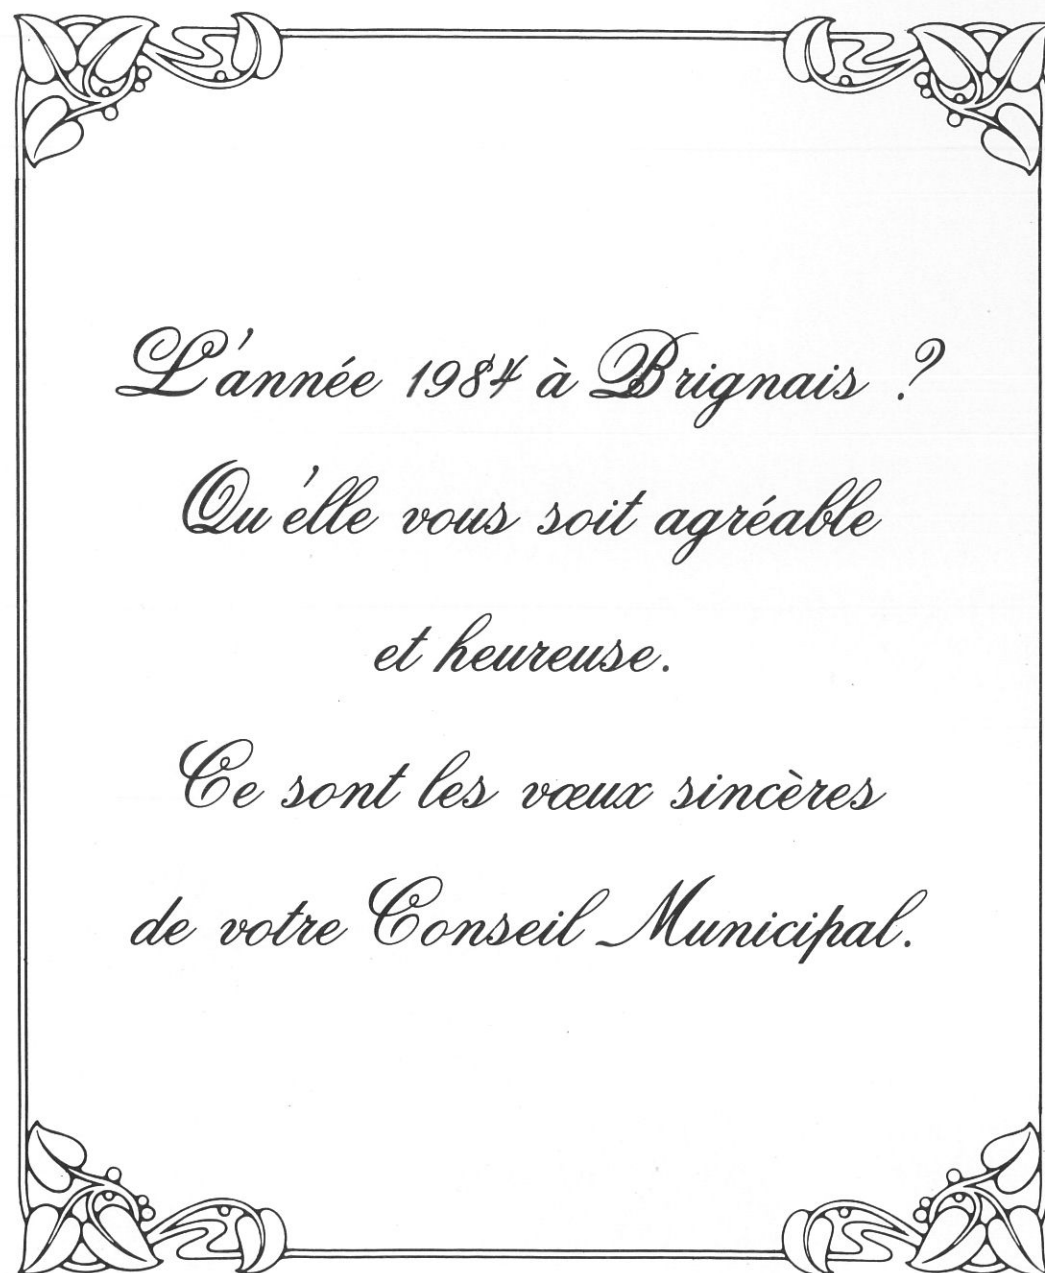 L'année 1984 à Brignais ?
Qu'elle vous soit agréable
et heureuse.
Ce sont les vœux sincères
de votre Conseil Municipal.